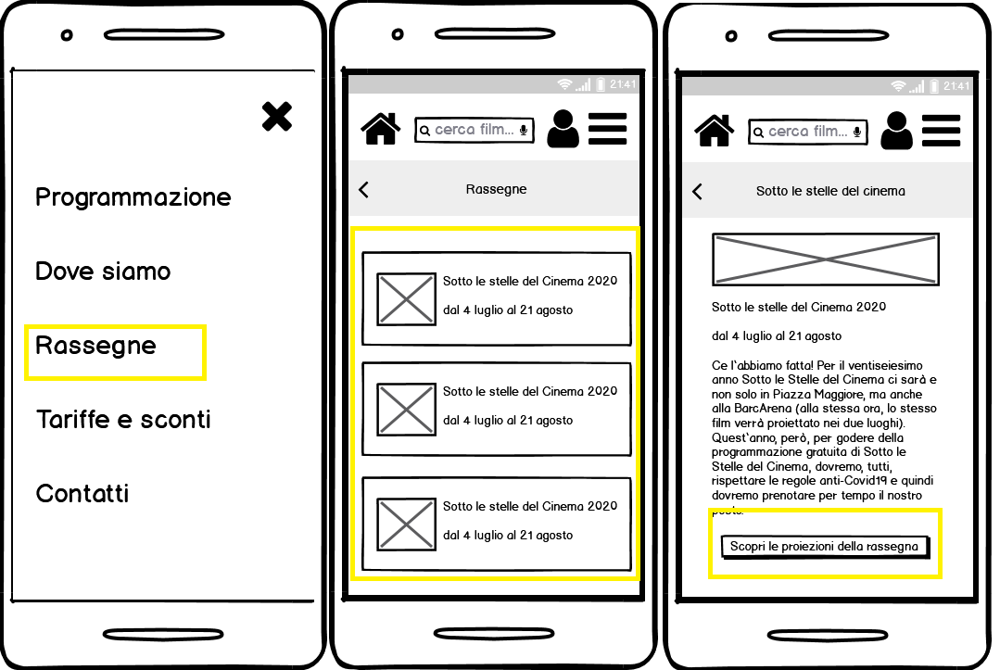 Programmazione
Dove siamo
Rassegne
Tariffe e sconti
Contatti
21:41
cerca film...
Rassegne
Sotto le stelle del Cinema 2020
dal 4 luglio al 21 agosto
Sotto le stelle del Cinema 2020
dal 4 luglio al 21 agosto
Sotto le stelle del Cinema 2020
dal 4 luglio al 21 agosto
21:41
cerca film...
Sotto le stelle del cinema
Sotto le stelle del Cinema 2020
dal 4 luglio al 21 agosto
Ce l`abbiamo fatta! Per il ventiseiesimo
anno Sotto le Stelle del Cinema ci sarà e
non solo in Piazza Maggiore, ma anche
alla BarcArena (alla stessa ora, lo stesso
film verrà proiettato nei due luoghi).
Quest`anno, però, per godere della
programmazione gratuita di Sotto le
Stelle del Cinema, dovremo, tutti,
rispettare le regole anti-Covid19 e quindi
dovremo prenotare per tempo il nostro
posto.
Scopri le proiezioni della rassegna